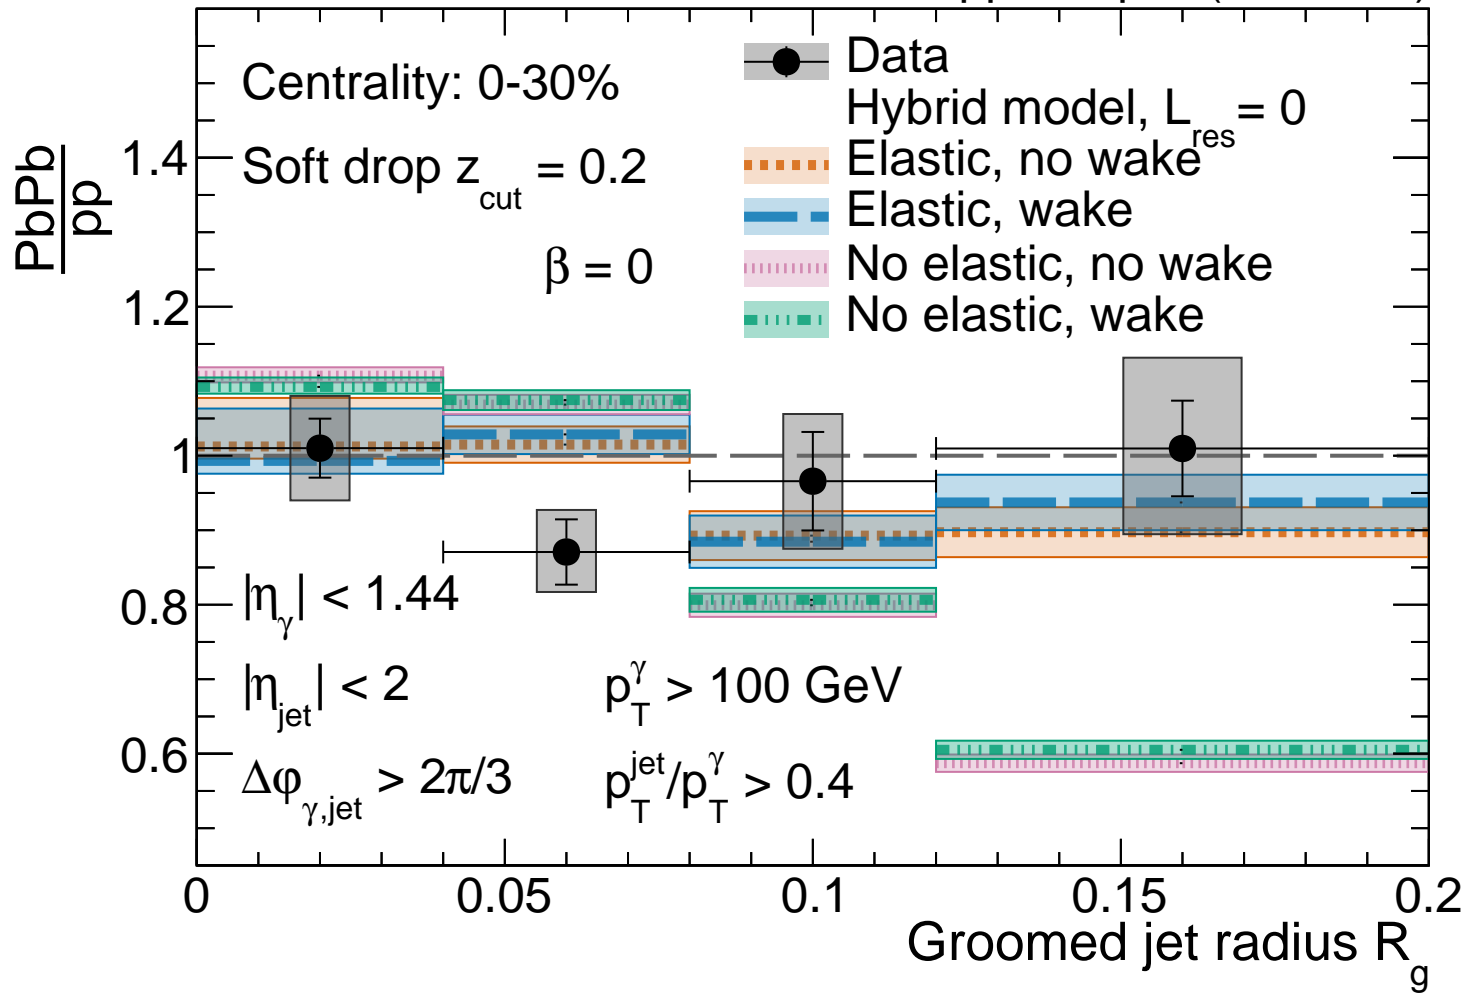 Centrality: 0-30%
Soft drop z_cut = 0.2
β = 0
Data
Hybrid model, L_res = 0
Elastic, no wake
Elastic, wake
No elastic, no wake
No elastic, wake
PbPb
pp
1.4
1.2
1
0.8
0.6
|η_γ| < 1.44
|η_jet| < 2
p_T^γ > 100 GeV
Δφ_γ,jet > 2π/3
p_T^jet/p_T^γ > 0.4
0 0.05 0.1 0.15 0.2
Groomed jet radius R_g